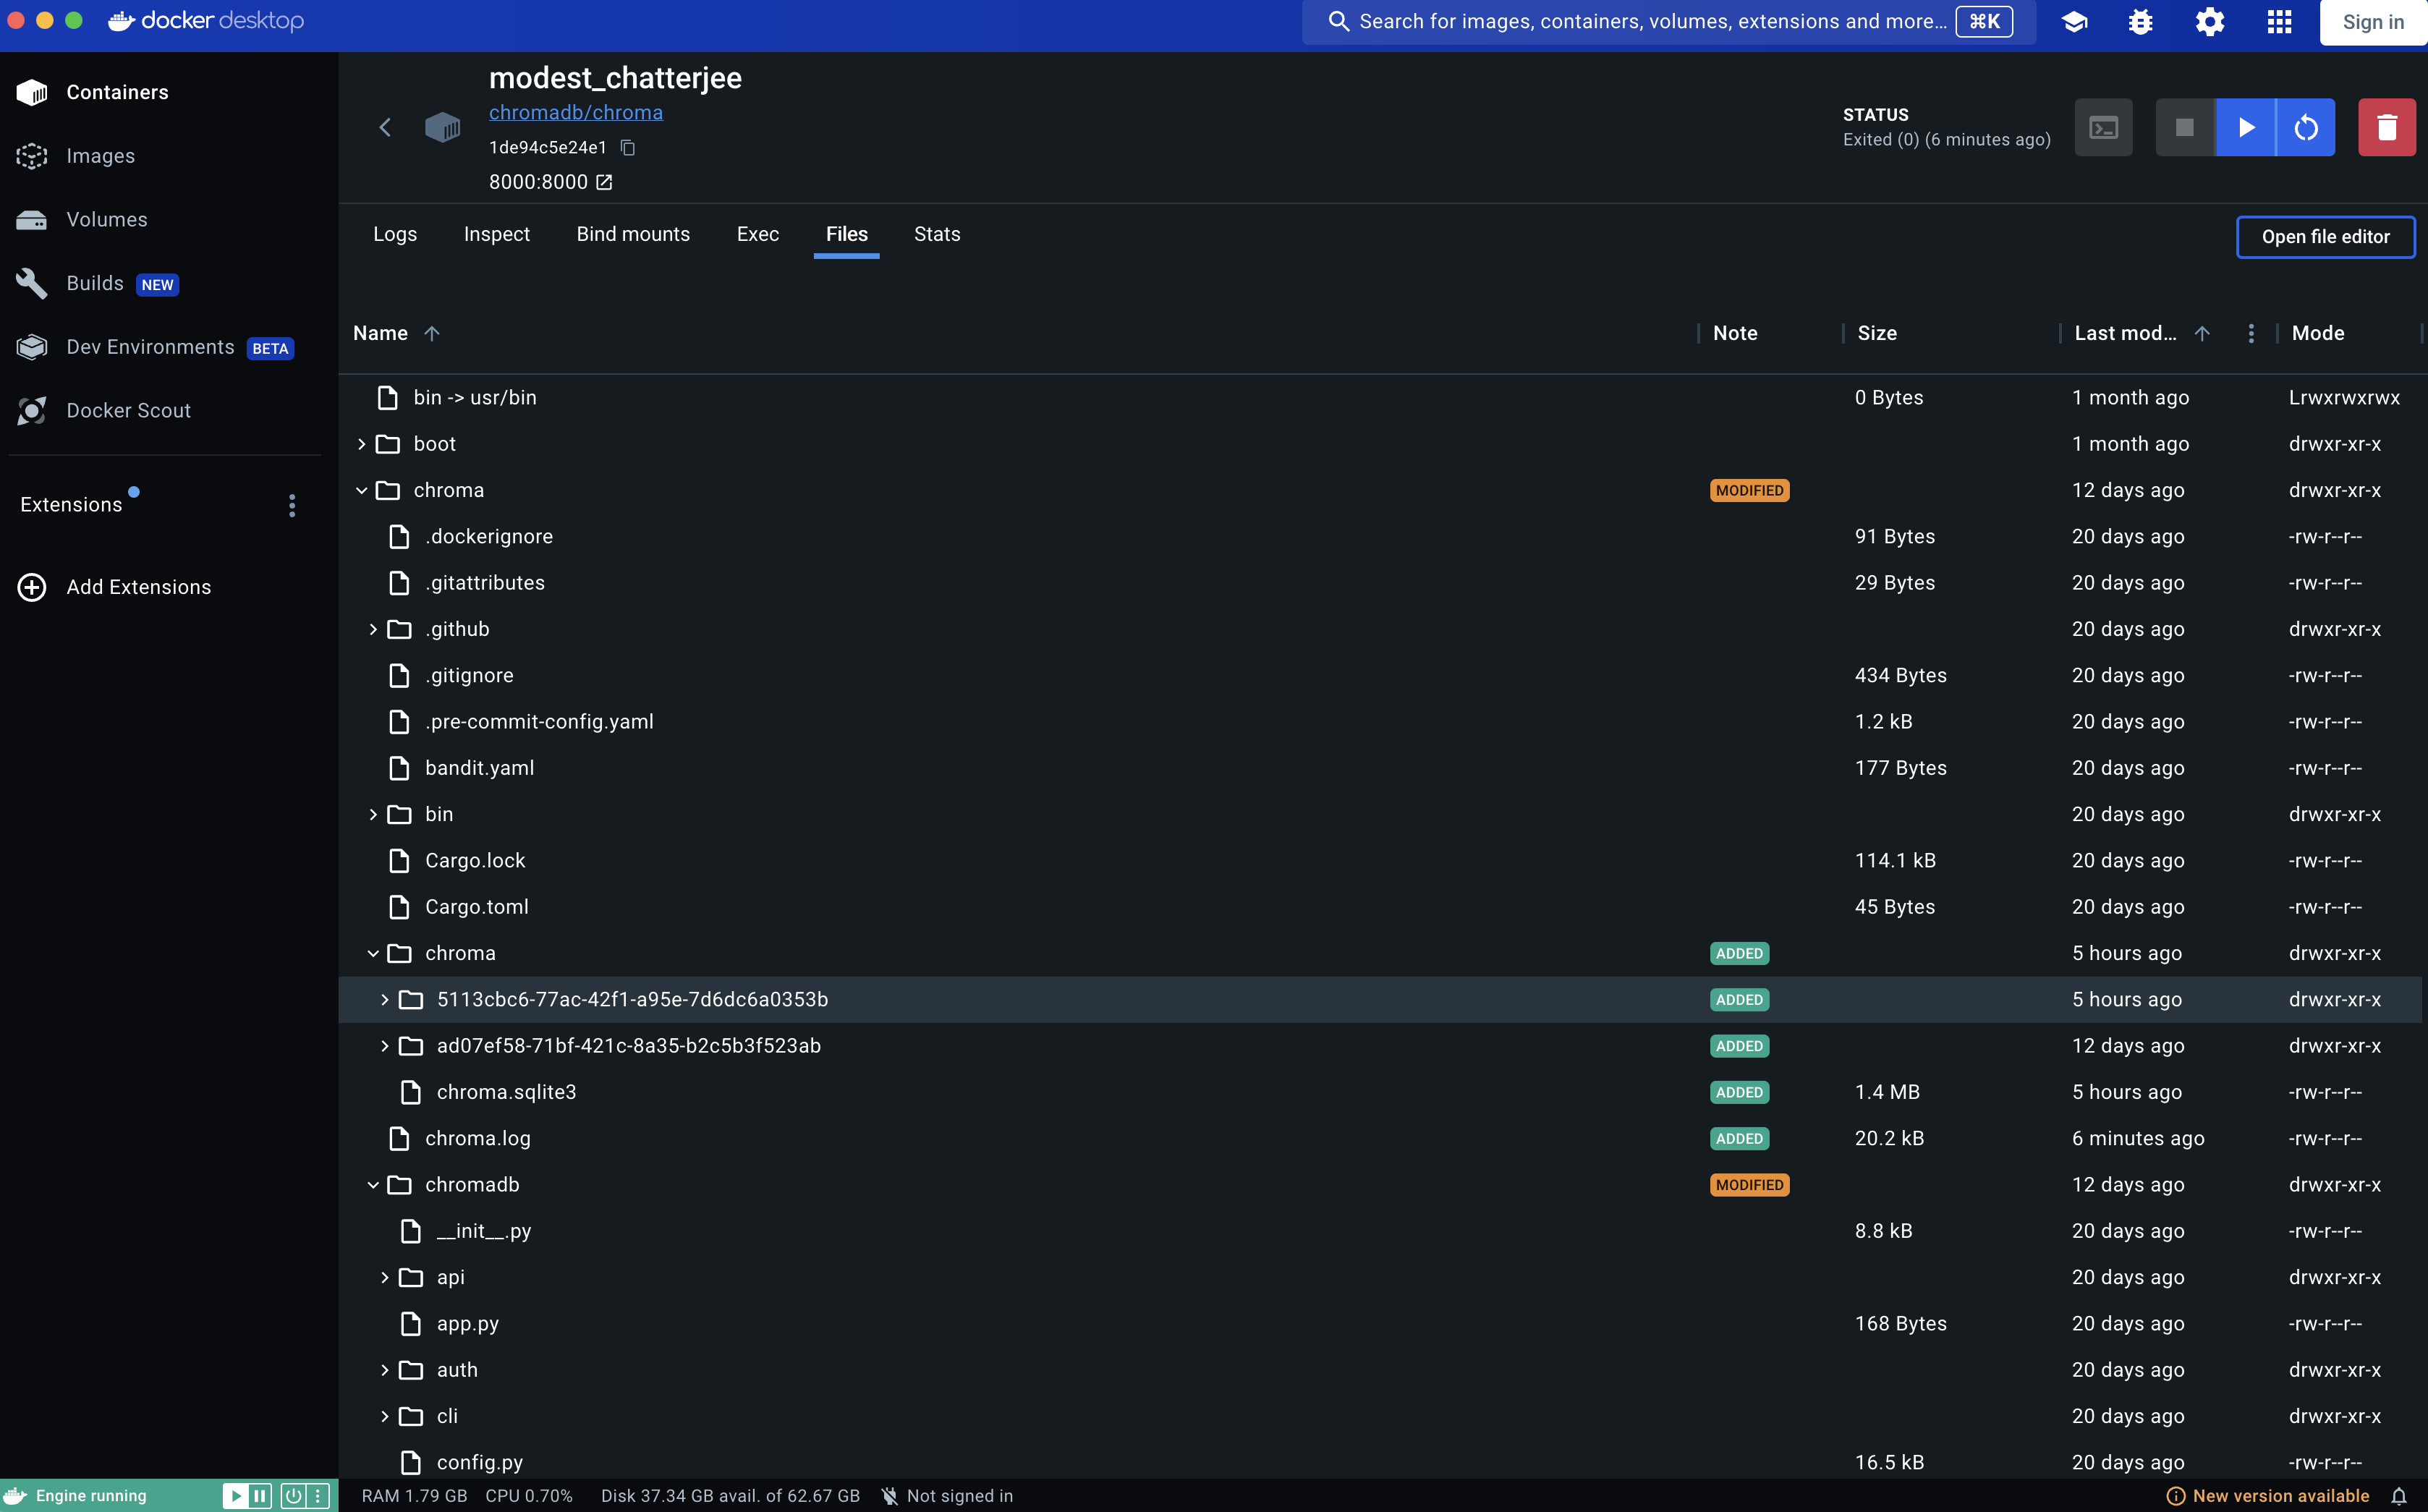 docker desktop
Search for images, containers, volumes, extensions and more... ⌘K
Sign in
Containers
Images
Volumes
Builds NEW
Dev Environments BETA
Docker Scout
Extensions
Add Extensions
modest_chatterjee
chromadb/chroma
1de94c5e24e1
8000:8000
STATUS
Exited (0) (6 minutes ago)
Logs Inspect Bind mounts Exec Files Stats
Open file editor
Name Note Size Last mod... Mode
bin -> usr/bin 0 Bytes 1 month ago Lrwxrwxrwx
boot 1 month ago drwxr-xr-x
chroma MODIFIED 12 days ago drwxr-xr-x
.dockerignore 91 Bytes 20 days ago -rw-r--r--
.gitattributes 29 Bytes 20 days ago -rw-r--r--
.github 20 days ago drwxr-xr-x
.gitignore 434 Bytes 20 days ago -rw-r--r--
.pre-commit-config.yaml 1.2 kB 20 days ago -rw-r--r--
bandit.yaml 177 Bytes 20 days ago -rw-r--r--
bin 20 days ago drwxr-xr-x
Cargo.lock 114.1 kB 20 days ago -rw-r--r--
Cargo.toml 45 Bytes 20 days ago -rw-r--r--
chroma ADDED 5 hours ago drwxr-xr-x
5113cbc6-77ac-42f1-a95e-7d6dc6a0353b ADDED 5 hours ago drwxr-xr-x
ad07ef58-71bf-421c-8a35-b2c5b3f523ab ADDED 12 days ago drwxr-xr-x
chroma.sqlite3 ADDED 1.4 MB 5 hours ago -rw-r--r--
chroma.log ADDED 20.2 kB 6 minutes ago -rw-r--r--
chromadb MODIFIED 12 days ago drwxr-xr-x
__init__.py 8.8 kB 20 days ago -rw-r--r--
api 20 days ago drwxr-xr-x
app.py 168 Bytes 20 days ago -rw-r--r--
auth 20 days ago drwxr-xr-x
cli 20 days ago drwxr-xr-x
config.py 16.5 kB 20 days ago -rw-r--r--
Engine running
RAM 1.79 GB CPU 0.70% Disk 37.34 GB avail. of 62.67 GB Not signed in
New version available